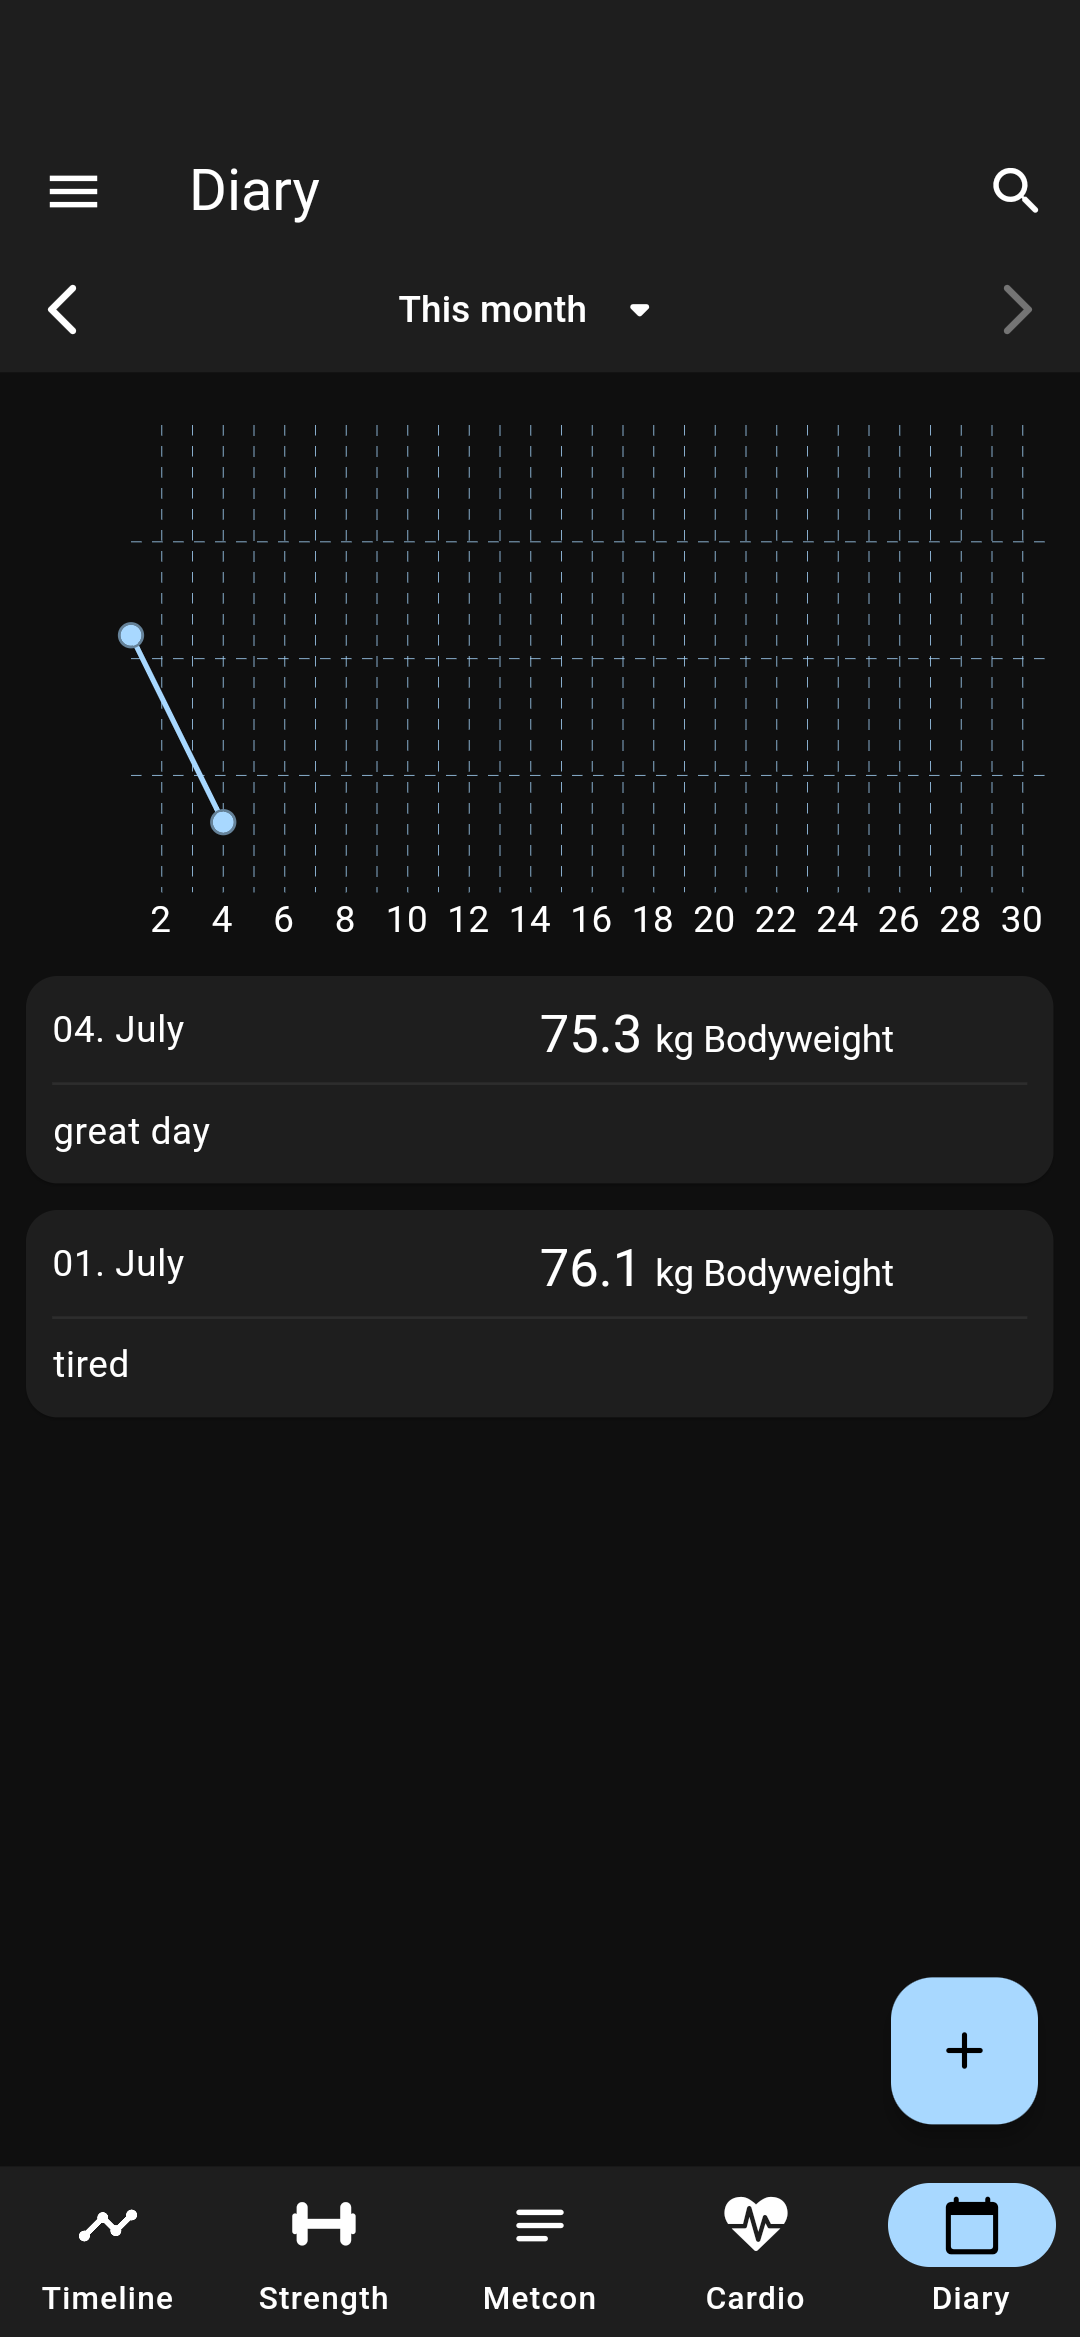 Diary
This month
2 4 6 8 10 12 14 16 18 20 22 24 26 28 30
04. July 75.3 kg Bodyweight
great day
01. July 76.1 kg Bodyweight
tired
Timeline Strength Metcon Cardio Diary